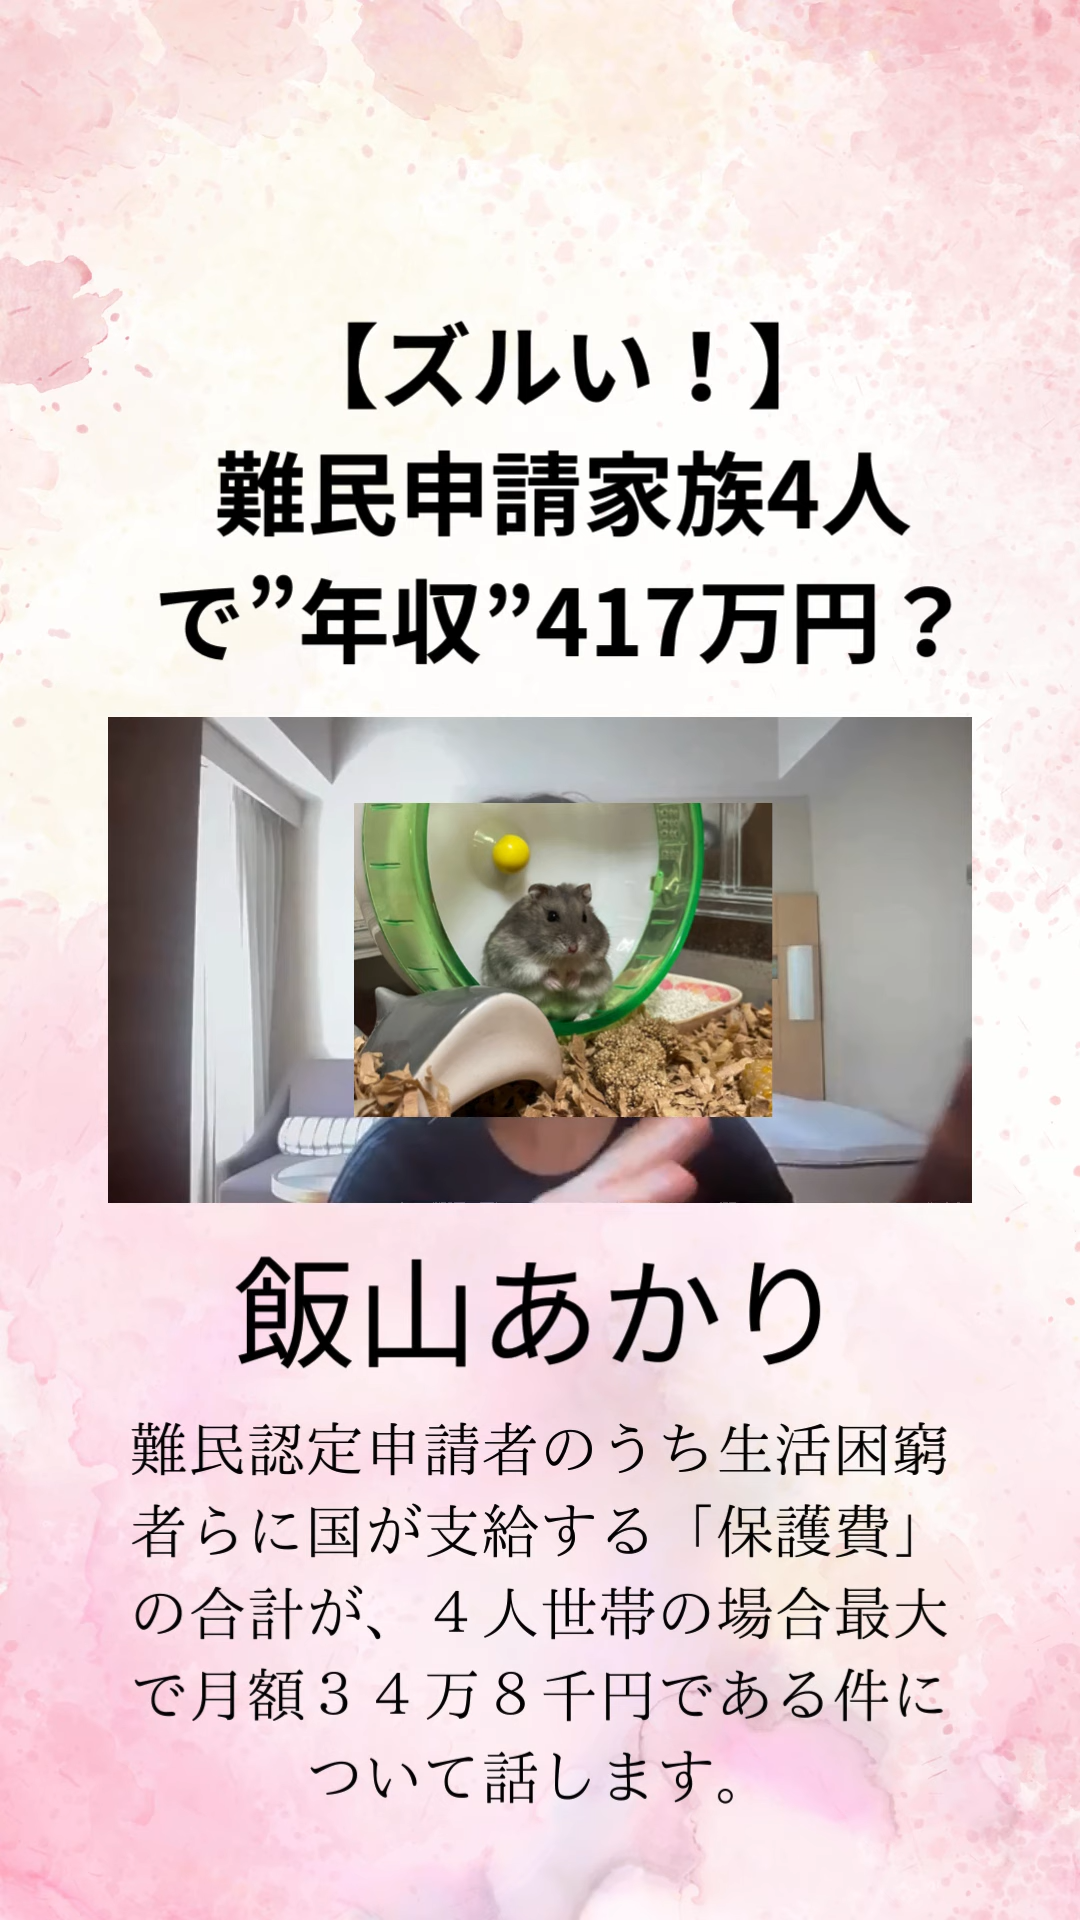 【ズルい！】
難民申請家族4人
で”年収”417万円？
飯山あかり
難民認定申請者のうち生活困窮
者らに国が支給する「保護費」
の合計が、４人世帯の場合最大
で月額３４万８千円である件に
ついて話します。